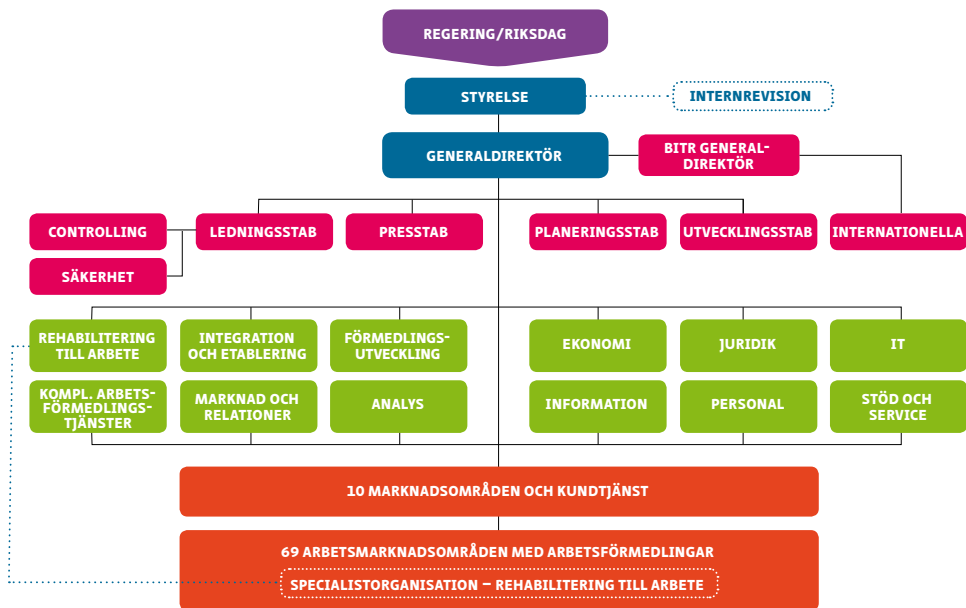 REGERING/RIKSDAG
STYRELSE
INTERNREVISION
GENERALDIREKTÖR
BITR GENERAL-
DIREKTÖR
CONTROLLING
LEDNINGSSTAB
PRESSTAB
PLANERINGSSTAB
UTVECKLINGSSTAB
INTERNATIONELLA
SÄKERHET
REHABILITERING
TILL ARBETE
INTEGRATION
OCH ETABLERING
FÖRMEDLINGS-
UTVECKLING
EKONOMI
JURIDIK
IT
KOMPL. ARBETS-
FÖRMEDLINGS-
TJÄNSTER
MARKNAD OCH
RELATIONER
ANALYS
INFORMATION
PERSONAL
STÖD OCH
SERVICE
10 MARKNADSOMRÅDEN OCH KUNDTJÄNST
69 ARBETSMARKNADSOMRÅDEN MED ARBETSFÖRMEDLINGAR
SPECIALISTORGANISATION – REHABILITERING TILL ARBETE